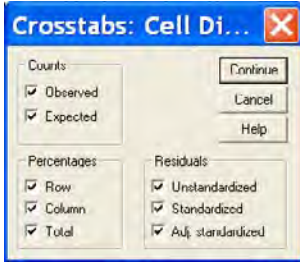 Crosstabs: Cell Di...
Counts
Observed
Expected
Continue
Cancel
Help
Percentages
Row
Column
Total
Residuals
Unstandardized
Standardized
Adj. standardized